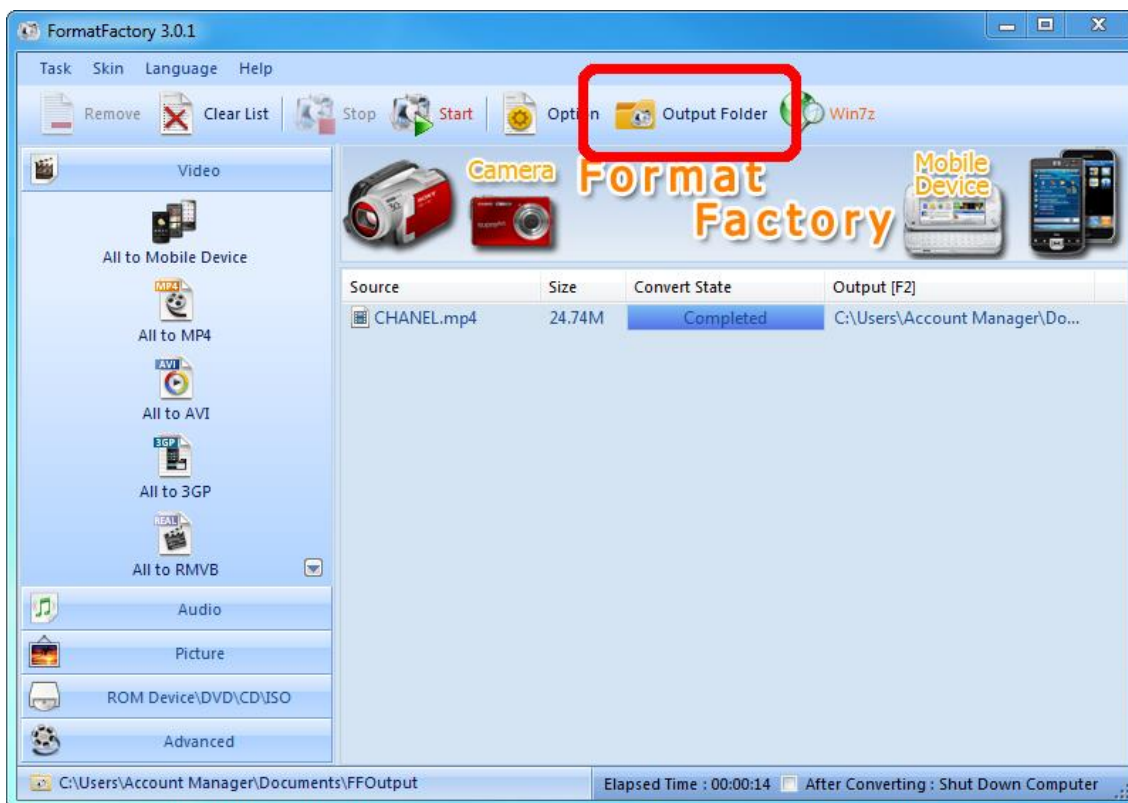 FormatFactory 3.0.1
Task Skin Language Help
Remove Clear List Stop Start Option Output Folder Win7z
Video
All to Mobile Device
MP4
All to MP4
AVI
All to AVI
3GP
All to 3GP
REAL
All to RMVB
Audio
Picture
ROM Device\DVD\CD\ISO
Advanced
Camera
Format
Factory
Mobile
Device
Source Size Convert State Output [F2]
CHANEL.mp4 24.74M Completed C:\Users\Account Manager\Do...
C:\Users\Account Manager\Documents\FFOutput Elapsed Time : 00:00:14 After Converting : Shut Down Computer